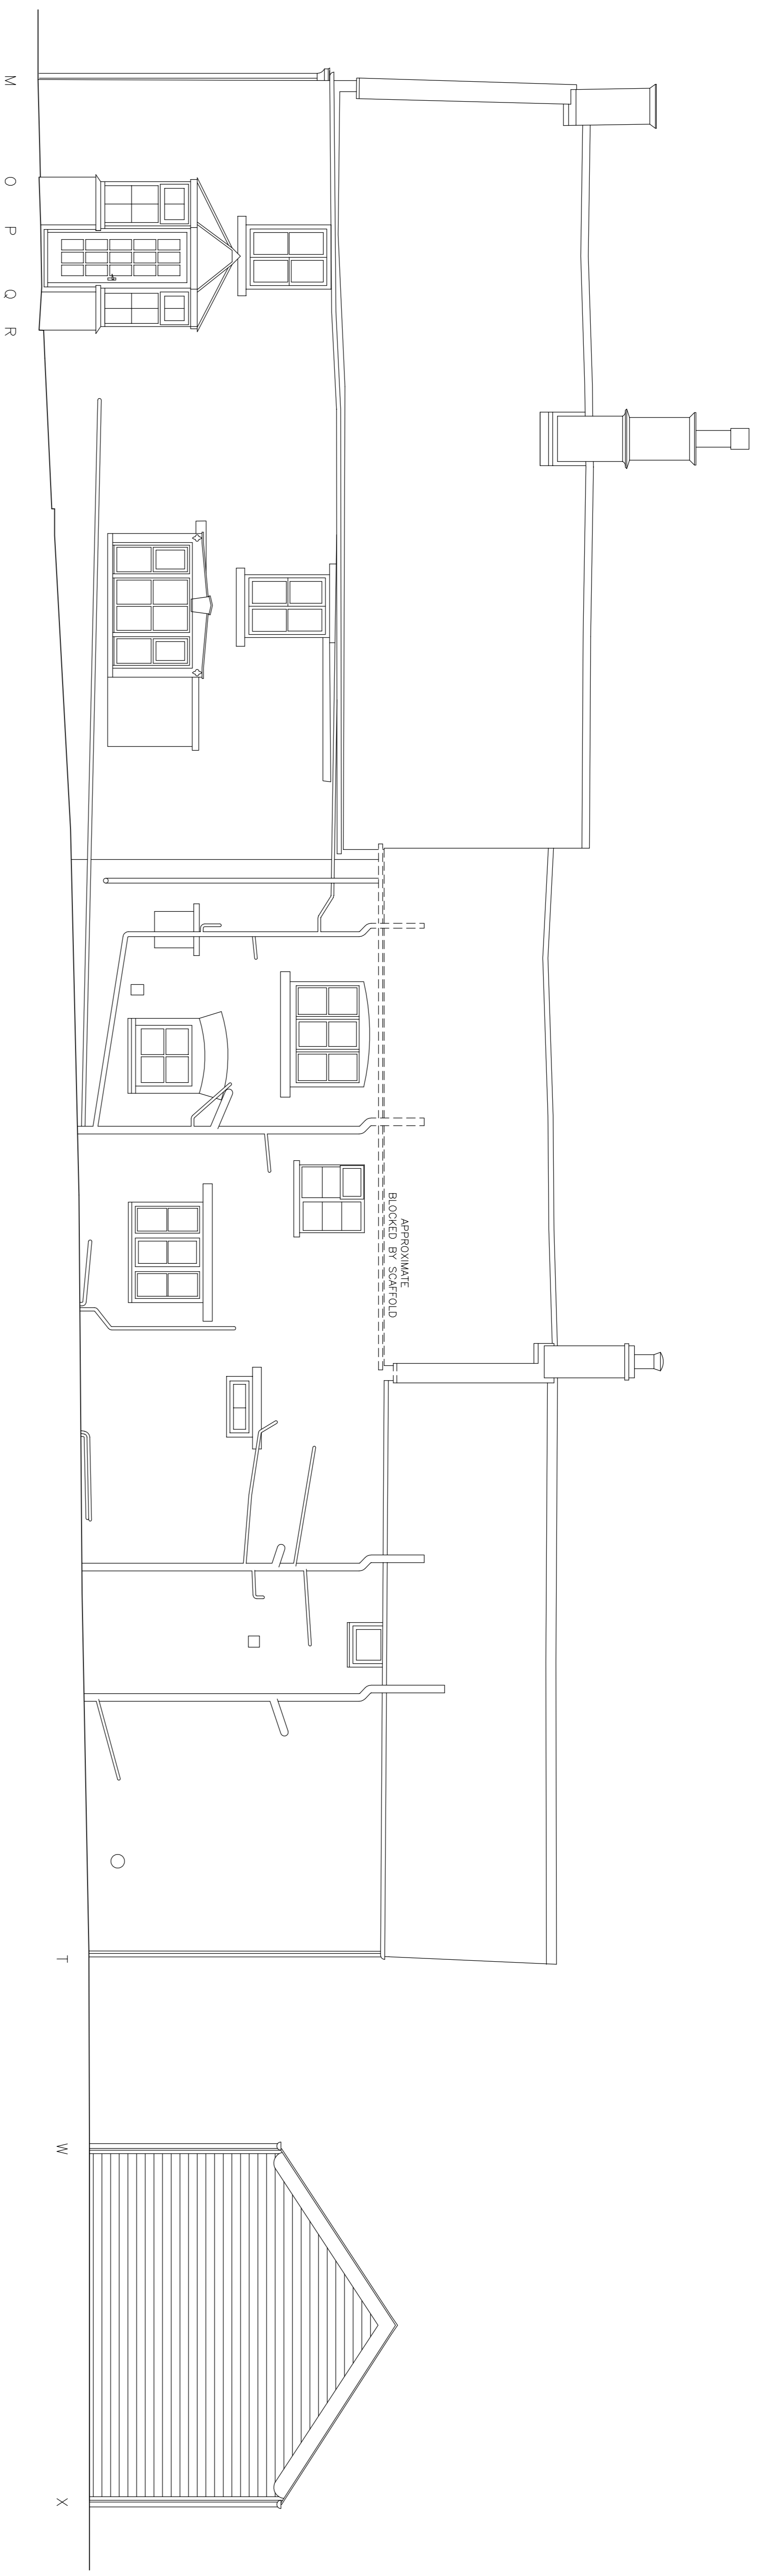 APPROXIMATE
BLOCKED BY SCAFFOLD
M
O
P
Q
R
T
W
X